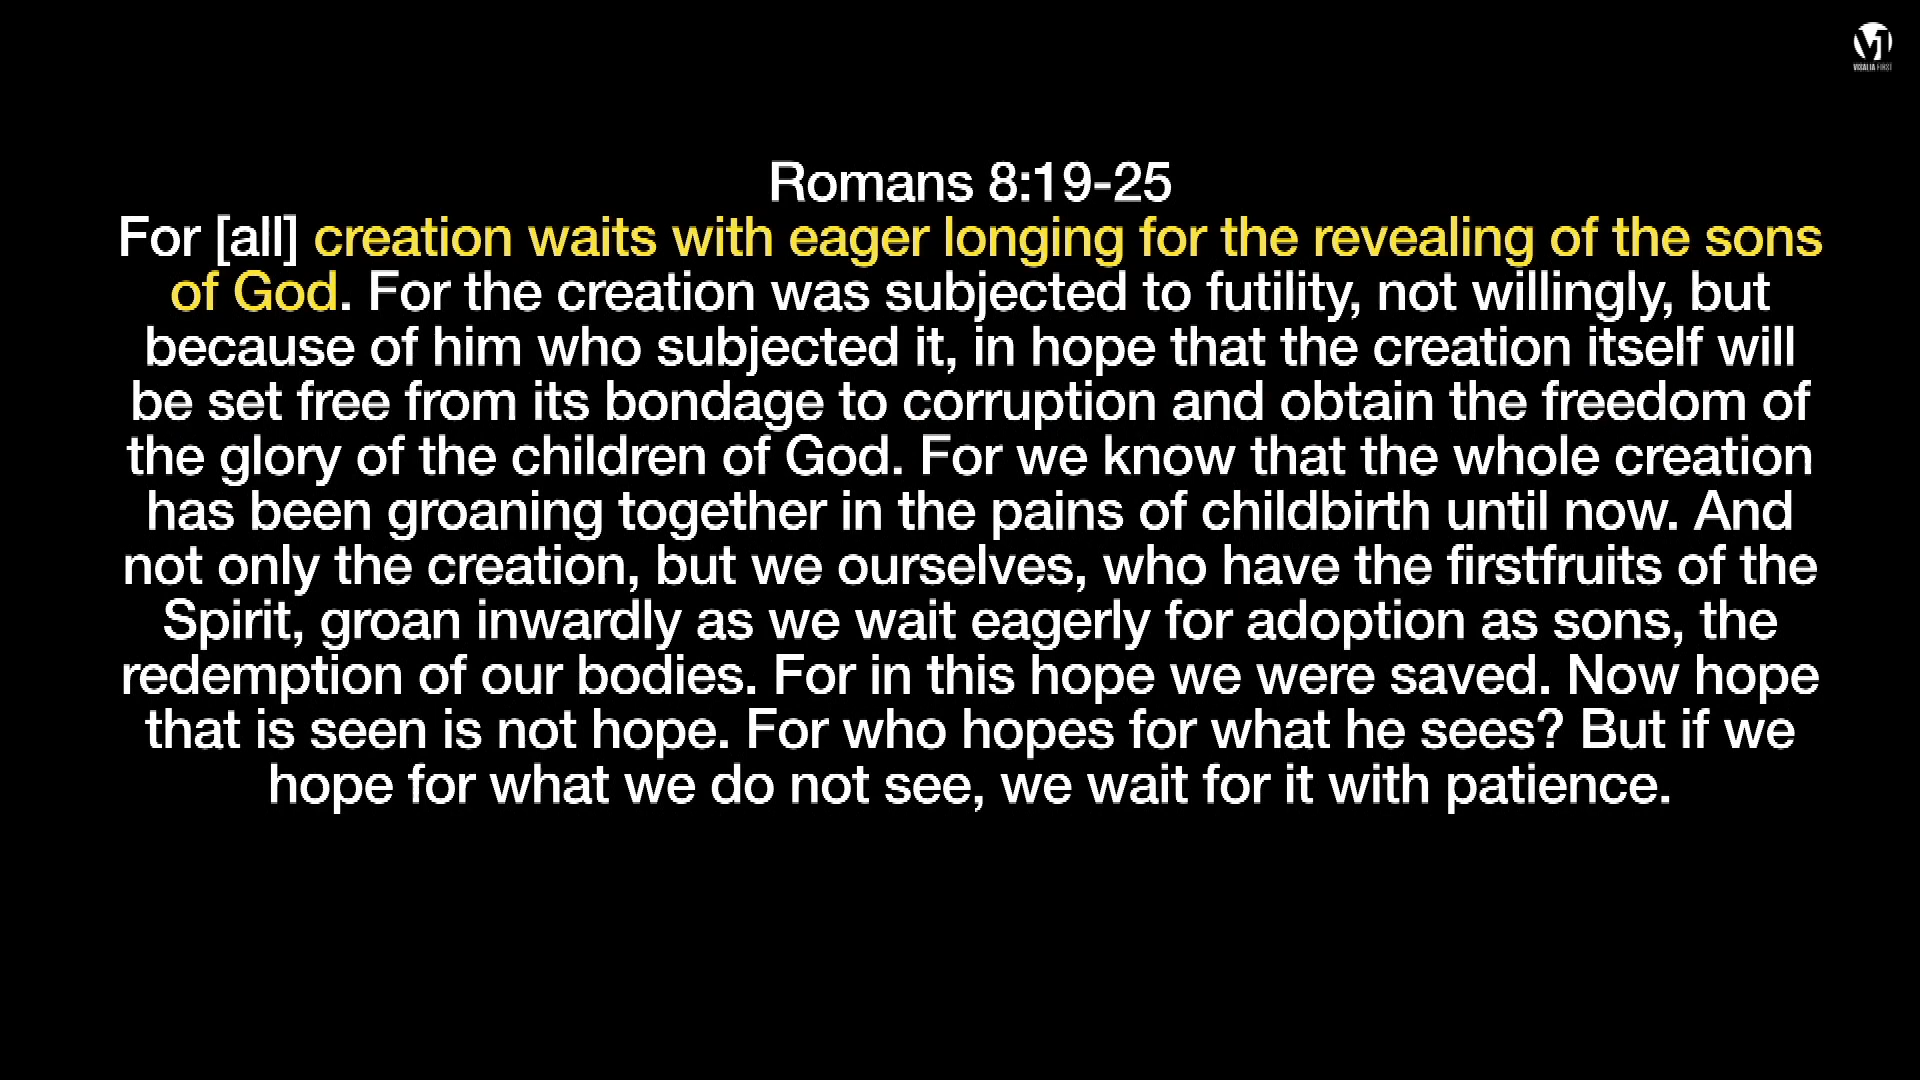 VISALIA FIRST
Romans 8:19-25
For [all] creation waits with eager longing for the revealing of the sons
of God. For the creation was subjected to futility, not willingly, but
because of him who subjected it, in hope that the creation itself will
be set free from its bondage to corruption and obtain the freedom of
the glory of the children of God. For we know that the whole creation
has been groaning together in the pains of childbirth until now. And
not only the creation, but we ourselves, who have the firstfruits of the
Spirit, groan inwardly as we wait eagerly for adoption as sons, the
redemption of our bodies. For in this hope we were saved. Now hope
that is seen is not hope. For who hopes for what he sees? But if we
hope for what we do not see, we wait for it with patience.